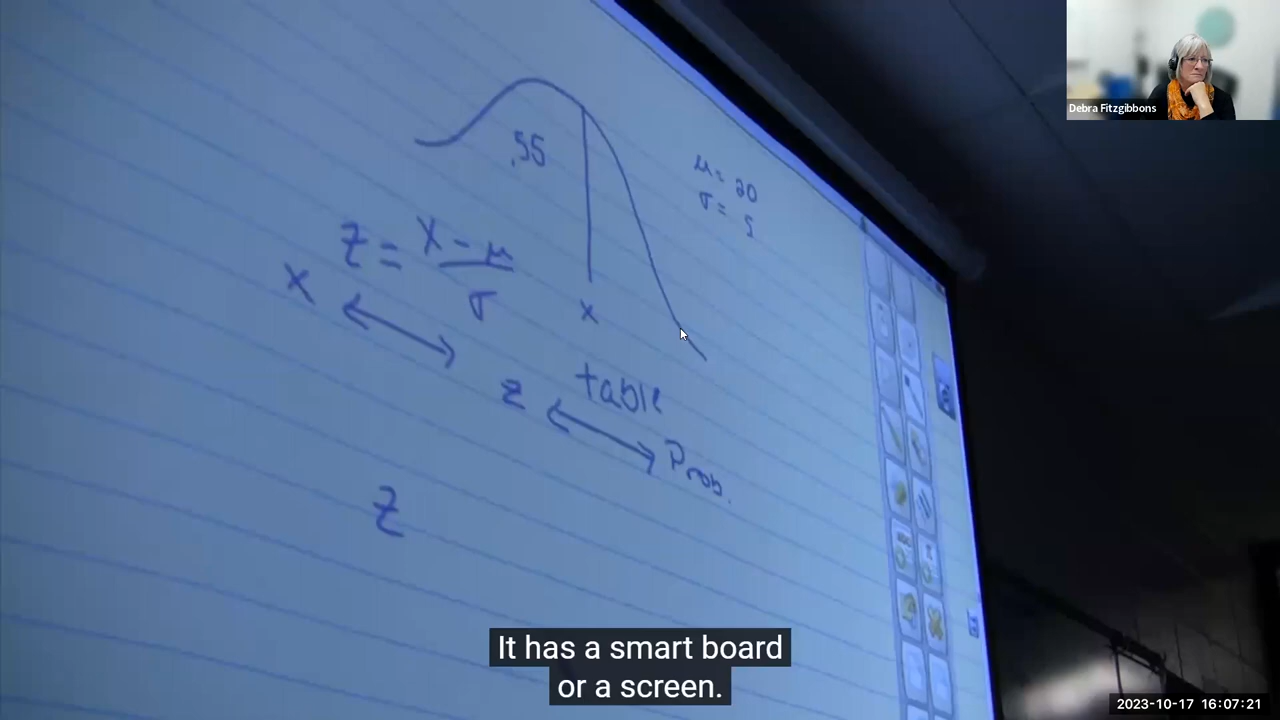 Debra Fitzgibbons
.55
μ = 20
σ = 5
Z = X - μ
σ
X
x
table
z
Prob.
Z
It has a smart board
or a screen.
2023-10-17 16:07:21